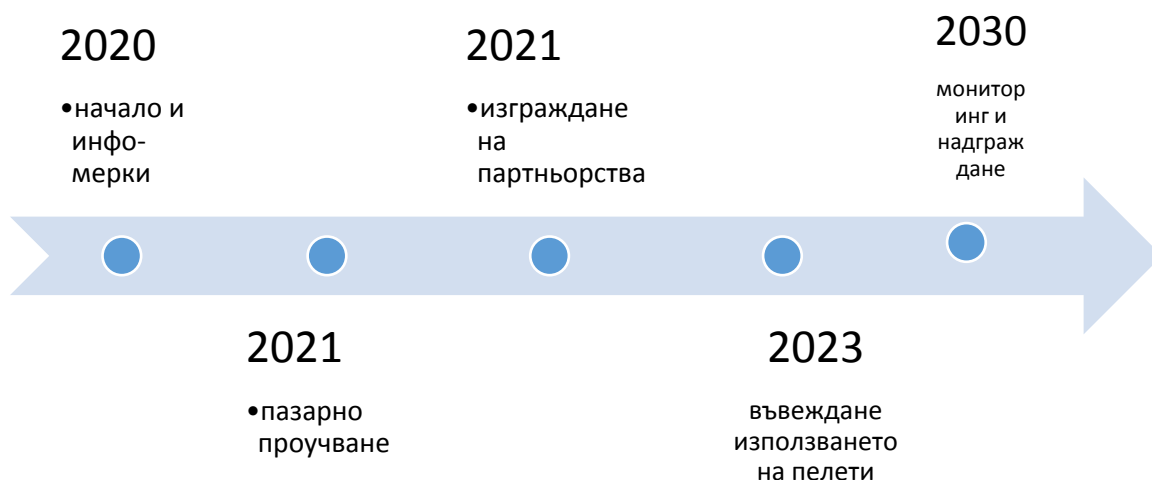 2020
•начало и
инфо-
мерки
2021
•пазарно
проучване
2021
•изграждане
на
партньорства
2023
въвеждане
използването
на пелети
2030
монитор
инг и
надграж
дане